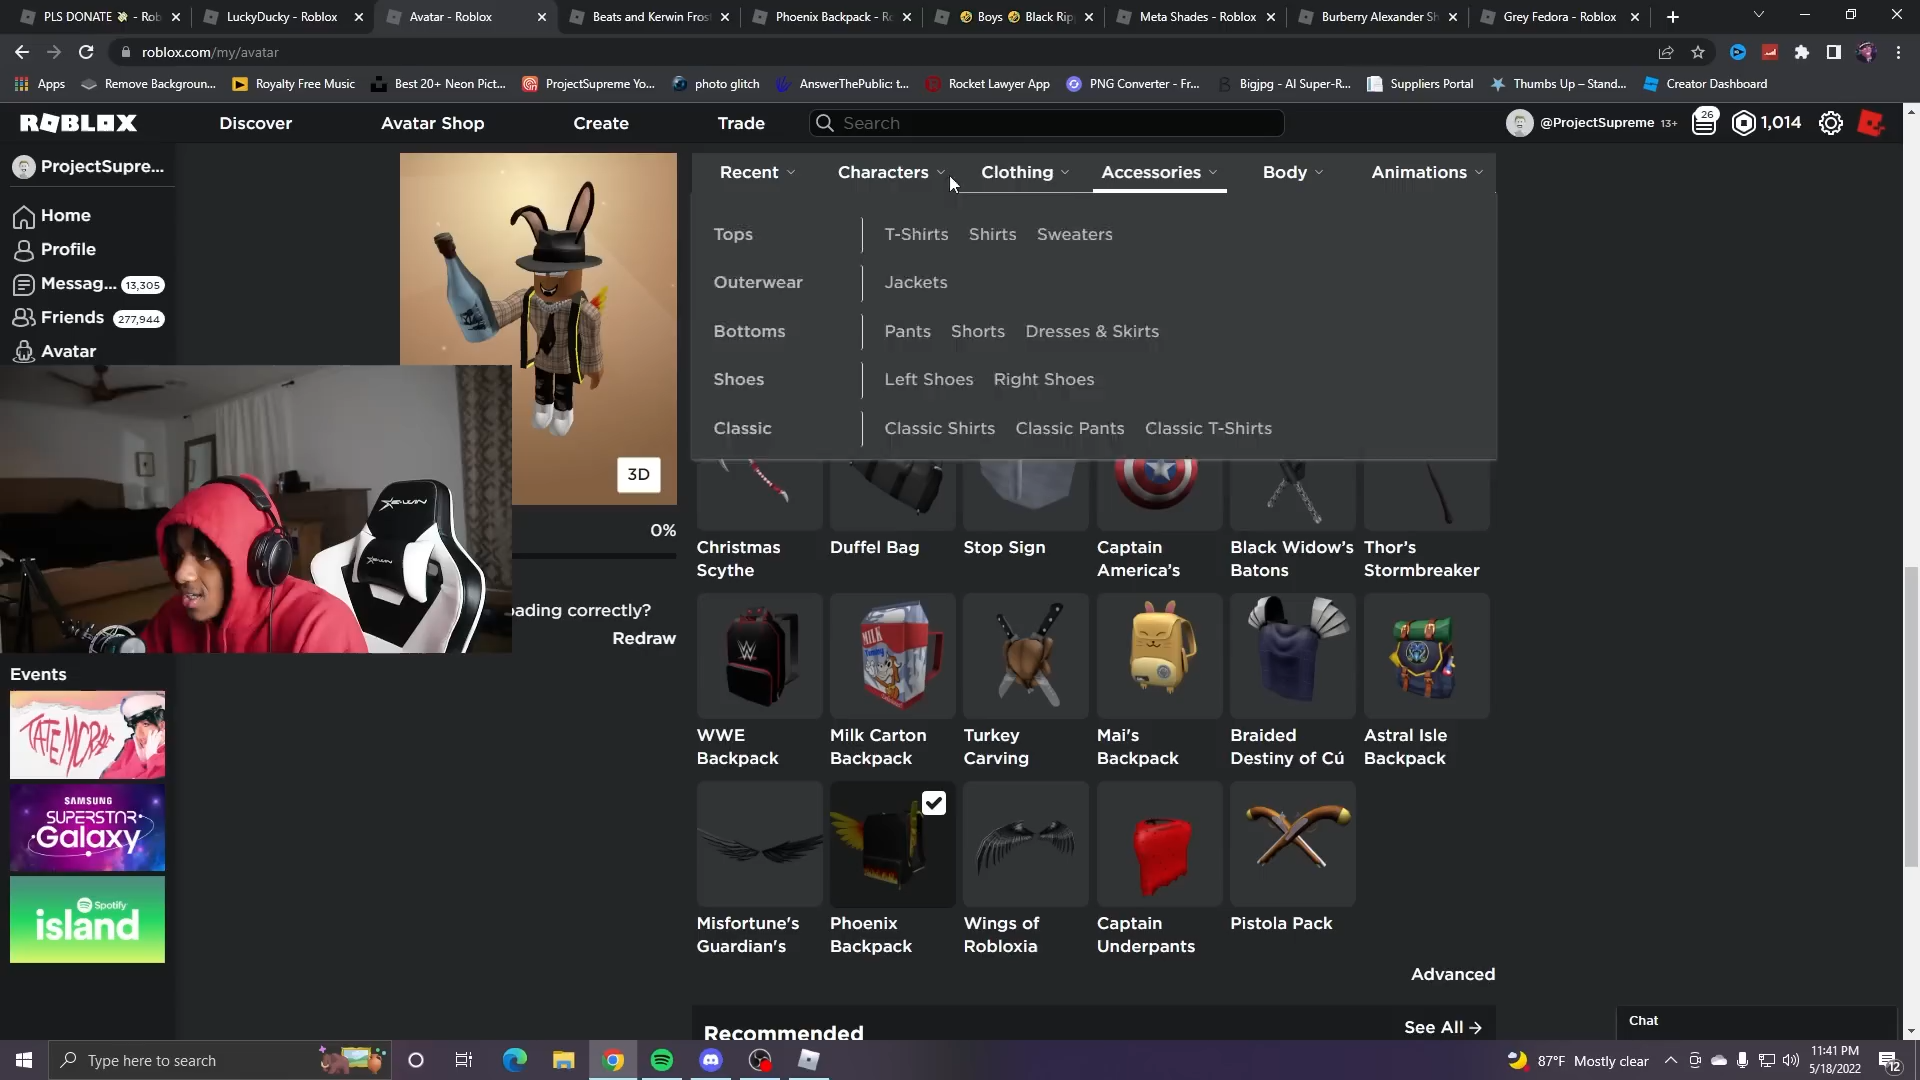 PLS DONATE 💸 - Rob
LuckyDucky - Roblox
Avatar - Roblox
Beats and Kerwin Fros
Phoenix Backpack - Ro
🤣 Boys 🤣 Black Rip
Meta Shades - Roblox
Burberry Alexander Sh
Grey Fedora - Roblox
roblox.com/my/avatar
Apps
Remove Backgroun...
Royalty Free Music
Best 20+ Neon Pict...
ProjectSupreme Yo...
photo glitch
AnswerThePublic: t...
Rocket Lawyer App
PNG Converter - Fr...
Bigjpg - AI Super-R...
Suppliers Portal
Thumbs Up – Stand...
Creator Dashboard
ROBLOX
Discover
Avatar Shop
Create
Trade
Search
@ProjectSupreme 13+
26
1,014
ProjectSupre...
Home
Profile
Messag... 13,305
Friends 277,944
Avatar
Recent
Characters
Clothing
Accessories
Body
Animations
Tops
T-Shirts Shirts Sweaters
Outerwear
Jackets
Bottoms
Pants Shorts Dresses & Skirts
Shoes
Left Shoes Right Shoes
Classic
Classic Shirts Classic Pants Classic T-Shirts
3D
0%
oading correctly?
Redraw
Christmas
Scythe
Duffel Bag
Stop Sign
Captain
America's
Black Widow's
Batons
Thor's
Stormbreaker
WWE
Backpack
Milk Carton
Backpack
Turkey
Carving
Mai's
Backpack
Braided
Destiny of Cú
Astral Isle
Backpack
Misfortune's
Guardian's
Phoenix
Backpack
Wings of
Robloxia
Captain
Underpants
Pistola Pack
Advanced
Recommended
See All →
Events
TATE MCRAE
SAMSUNG
SUPERSTAR
Galaxy
Spotify
island
Chat
Type here to search
87°F Mostly clear
11:41 PM
5/18/2022
12